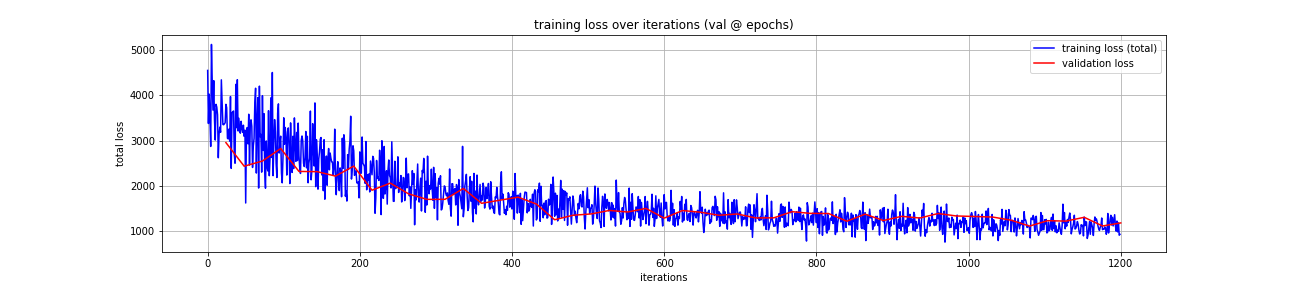 training loss over iterations (val @ epochs)
training loss (total)
validation loss
total loss
5000
4000
3000
2000
1000
0
200
400
600
800
1000
1200
iterations